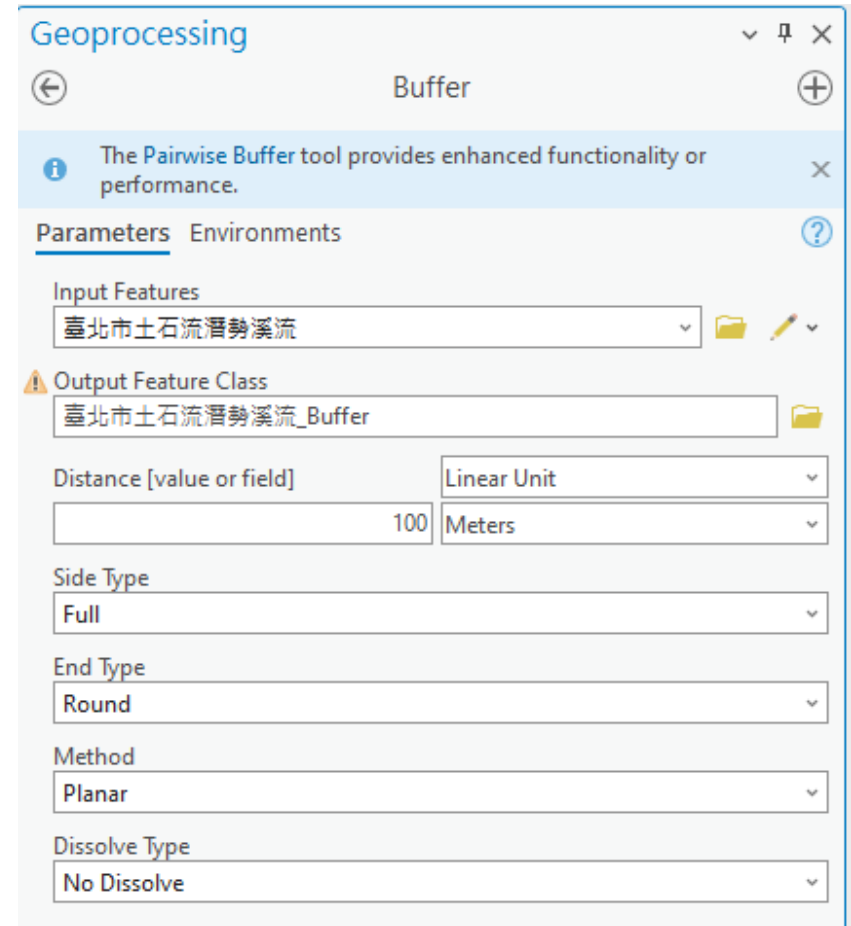 Geoprocessing
Buffer
The Pairwise Buffer tool provides enhanced functionality or
performance.
Parameters Environments
Input Features
臺北市土石流潛勢溪流
Output Feature Class
臺北市土石流潛勢溪流_Buffer
Distance [value or field] Linear Unit
100 Meters
Side Type
Full
End Type
Round
Method
Planar
Dissolve Type
No Dissolve